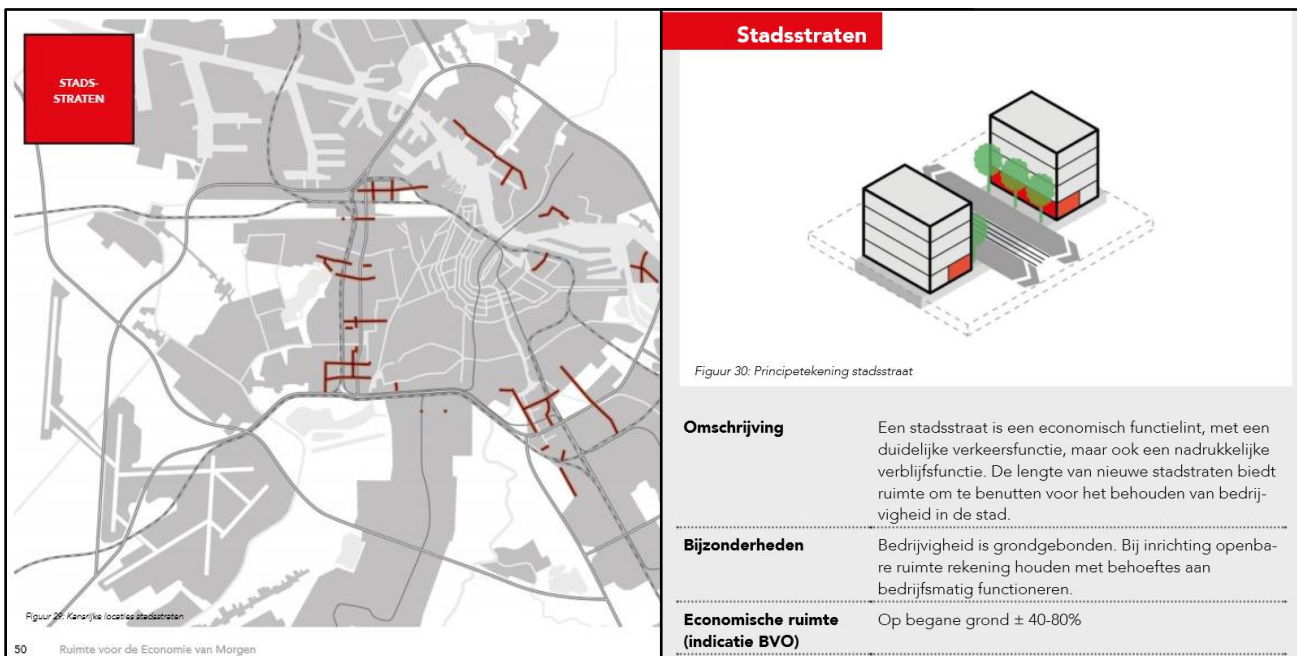 STADS-
STRATEN
Figuur 29: Kansrijke locaties stadsstraten
50 Ruimte voor de Economie van Morgen
Stadsstraten
Figuur 30: Principetekening stadsstraat
Omschrijving
Een stadsstraat is een economisch functielint, met een
duidelijke verkeersfunctie, maar ook een nadrukkelijke
verblijfsfunctie. De lengte van nieuwe stadstraten biedt
ruimte om te benutten voor het behouden van bedrij-
vigheid in de stad.
Bijzonderheden
Bedrijvigheid is grondgebonden. Bij inrichting openba-
re ruimte rekening houden met behoeftes aan
bedrijfsmatig functioneren.
Economische ruimte
(indicatie BVO)
Op begane grond ± 40-80%